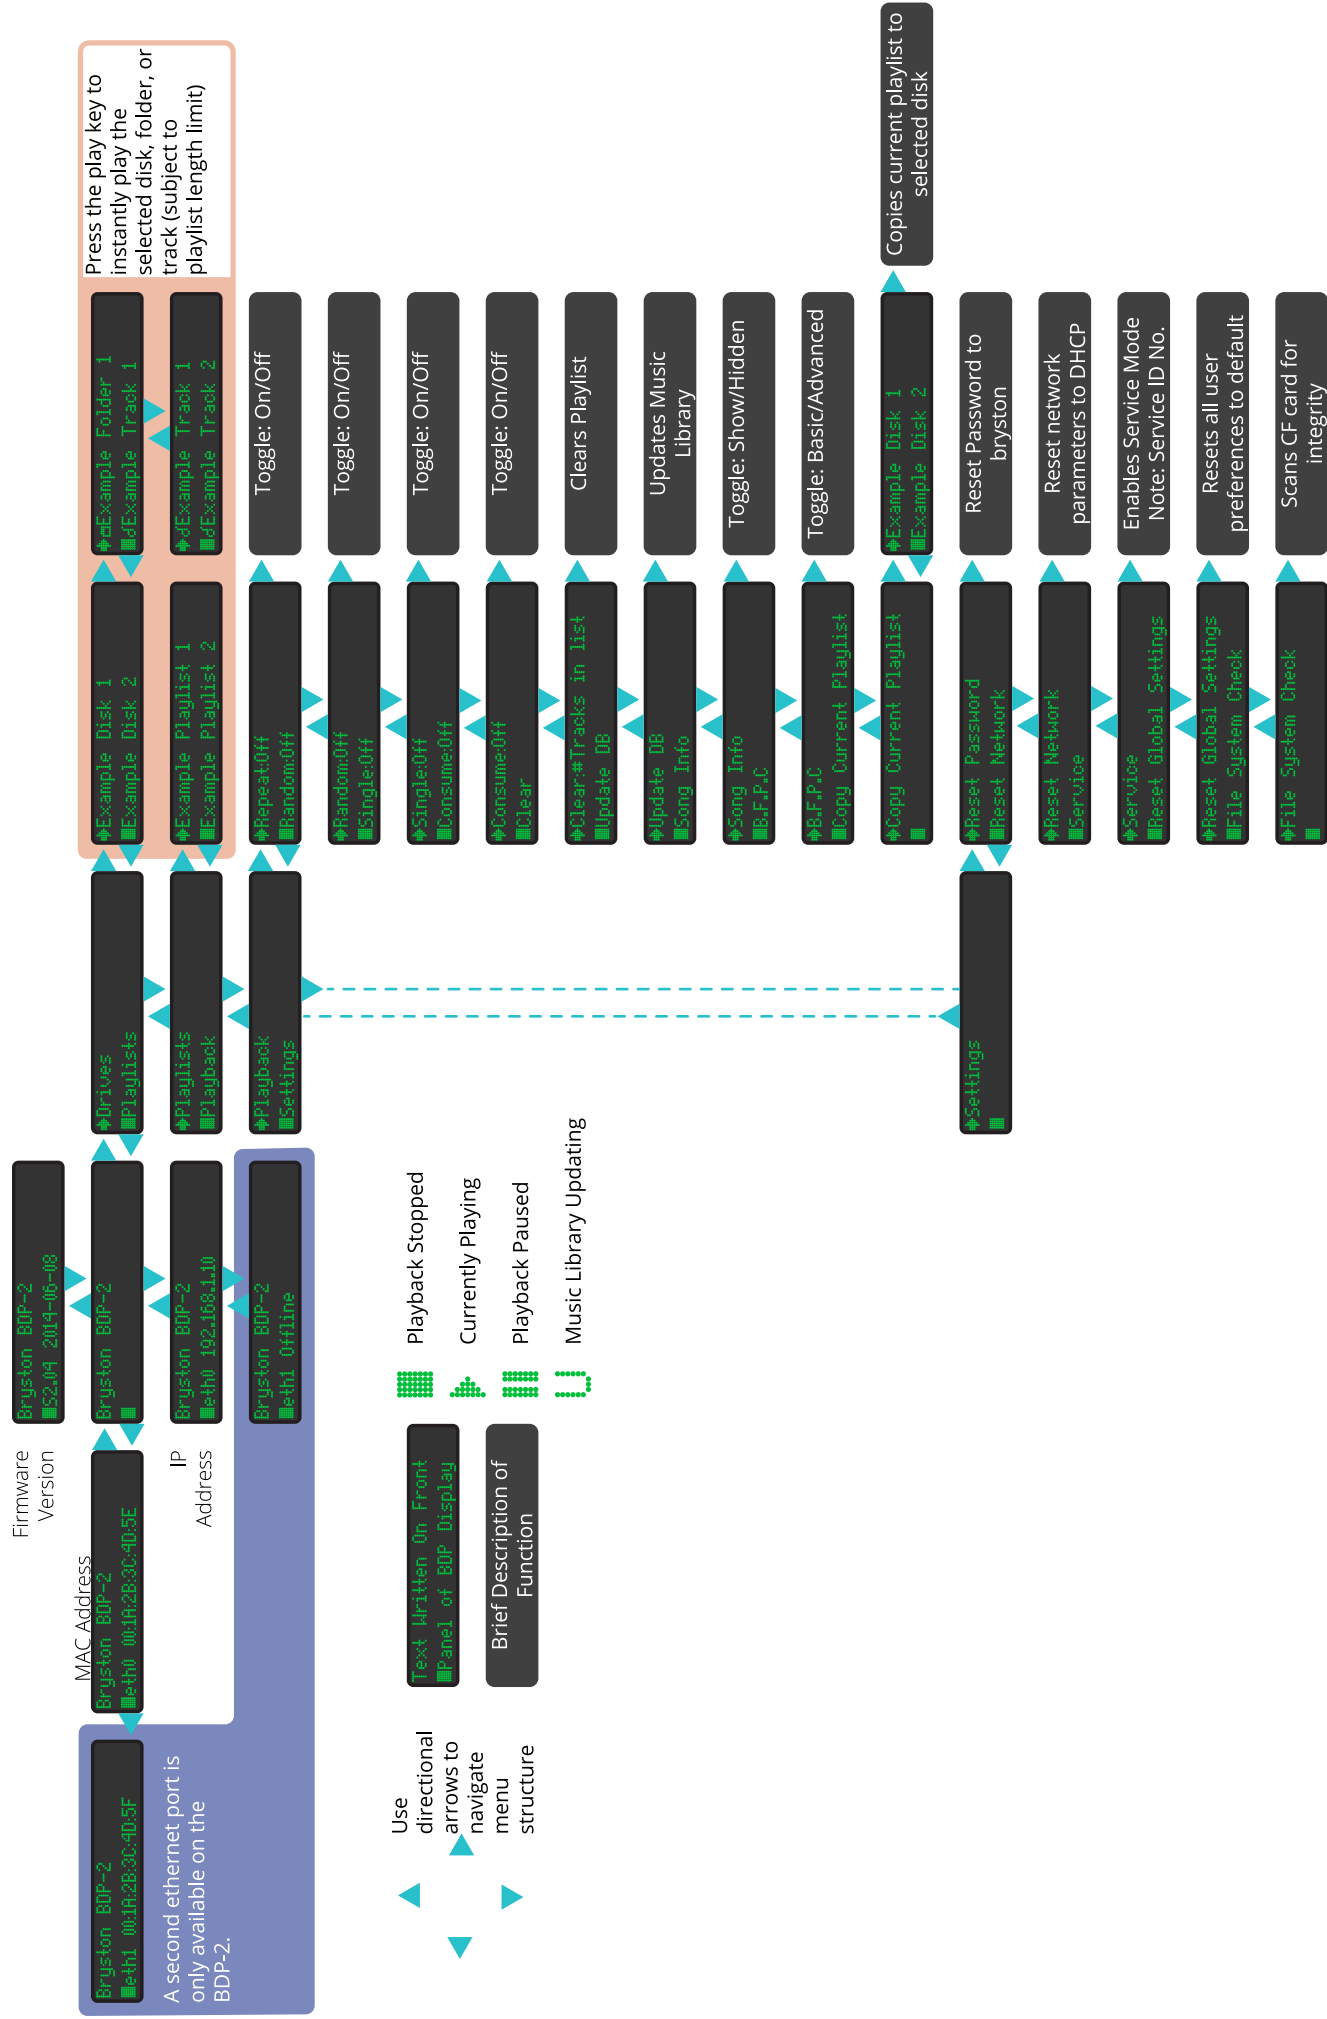 Firmware
Version
Bryston BDP-2
S2.04 2014-06-08
MAC Address
Bryston BDP-2
eth1 00:1A:2B:3C:4D:5F
Bryston BDP-2
eth0 00:1A:2B:3C:4D:5E
Bryston BDP-2
Drives
Playlists
Example Disk 1
Example Disk 2
Example Folder 1
Example Track 1
Press the play key to
instantly play the
selected disk, folder, or
track (subject to
playlist length limit)
A second ethernet port is
only available on the
BDP-2.
IP
Address
Bryston BDP-2
eth0 192.168.1.10
Playlists
Playback
Example Playlist 1
Example Playlist 2
Example Track 1
Example Track 2
Bryston BDP-2
eth1 Offline
Playback
Settings
Repeat:Off
Random:Off
Toggle: On/Off
Random:Off
Single:Off
Toggle: On/Off
Single:Off
Consume:Off
Toggle: On/Off
Consume:Off
Clear
Toggle: On/Off
Clear:#Tracks in list
Update DB
Clears Playlist
Update DB
Song Info
Updates Music
Library
Song Info
B.F.P.C
Toggle: Show/Hidden
B.F.P.C
Copy Current Playlist
Toggle: Basic/Advanced
Copy Current Playlist
Example Disk 1
Example Disk 2
Copies current playlist to
selected disk
Settings
Reset Password
Reset Network
Reset Password to
bryston
Reset Network
Service
Reset network
parameters to DHCP
Service
Reset Global Settings
Enables Service Mode
Note: Service ID No.
Reset Global Settings
File System Check
Resets all user
preferences to default
File System Check
Scans CF card for
integrity
Use
directional
arrows to
navigate
menu
structure
Text Written On Front
Panel of BDP Display
Brief Description of
Function
Playback Stopped
Currently Playing
Playback Paused
Music Library Updating